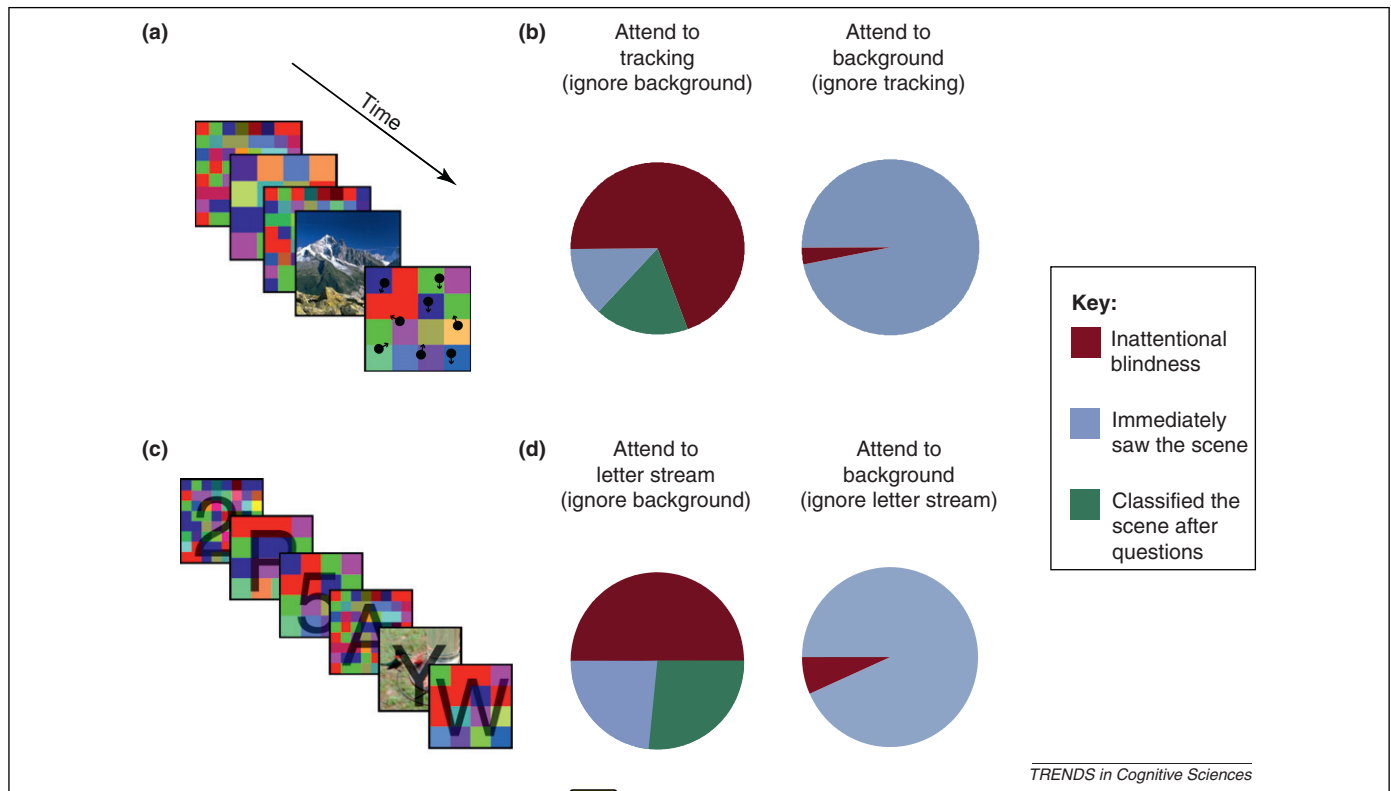 (a)
Time
(b)
Attend to
tracking
(ignore background)
Attend to
background
(ignore tracking)
Key:
Inattentional
blindness
Immediately
saw the scene
Classified the
scene after
questions
(c)
2
P
5
A
Y
W
(d)
Attend to
letter stream
(ignore background)
Attend to
background
(ignore letter stream)
TRENDS in Cognitive Sciences